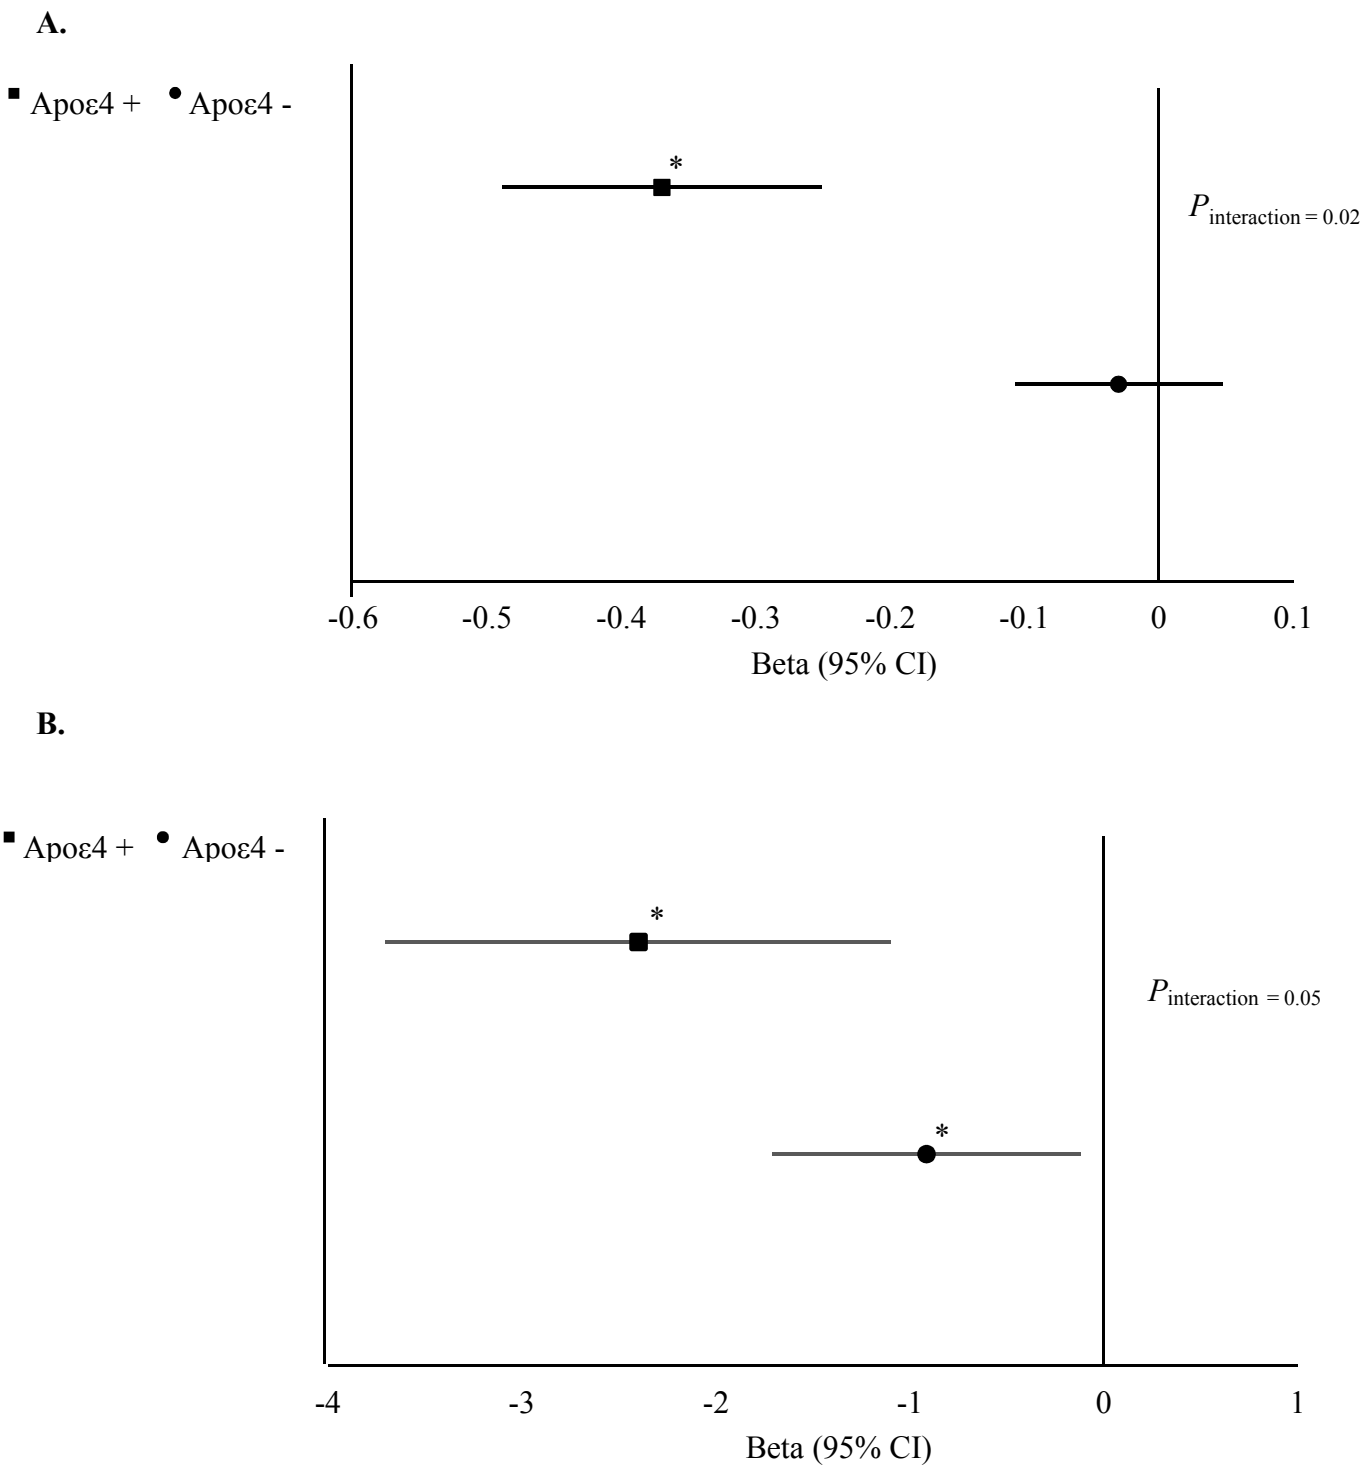 A.
■ Apoε4 + ● Apoε4 -
*
P interaction = 0.02
-0.6 -0.5 -0.4 -0.3 -0.2 -0.1 0 0.1
Beta (95% CI)
B.
■ Apoε4 + ● Apoε4 -
*
P interaction = 0.05
*
-4 -3 -2 -1 0 1
Beta (95% CI)